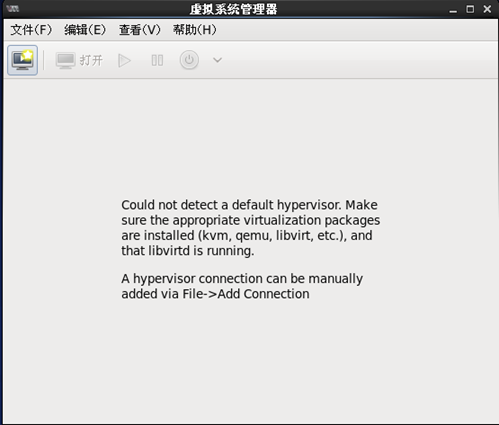 虚拟系统管理器
文件(F) 编辑(E) 查看(V) 帮助(H)
打开
Could not detect a default hypervisor. Make
sure the appropriate virtualization packages
are installed (kvm, qemu, libvirt, etc.), and
that libvirtd is running.
A hypervisor connection can be manually
added via File->Add Connection